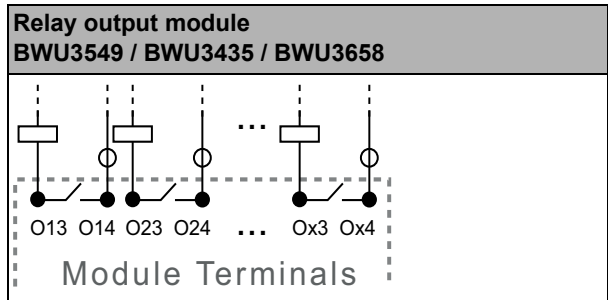 Relay output module
BWU3549 / BWU3435 / BWU3658
...
O13 O14 O23 O24 ... Ox3 Ox4
Module Terminals